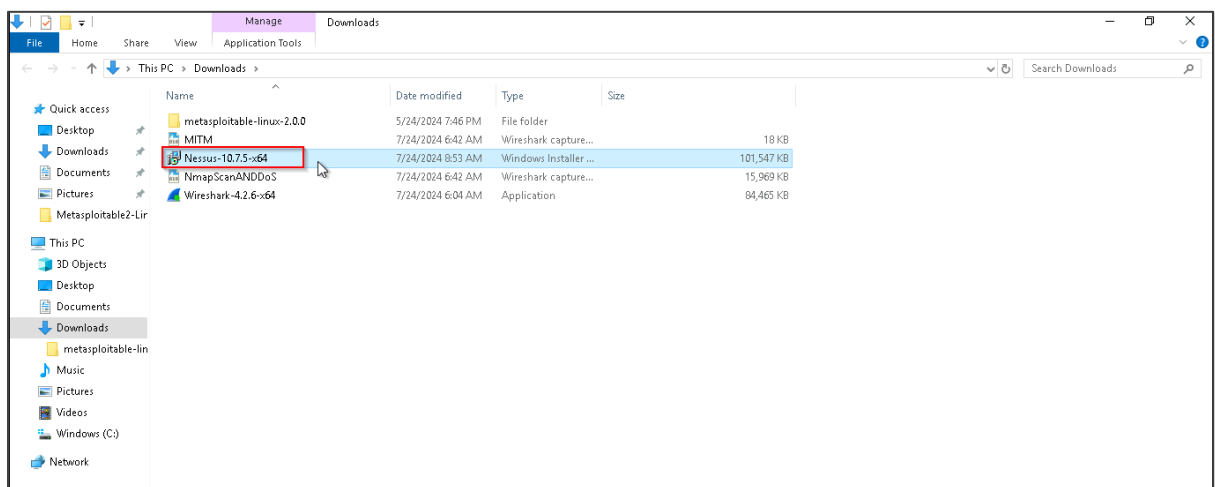 Manage Downloads
File Home Share View Application Tools
This PC > Downloads > Search Downloads
Name Date modified Type Size
Quick access
Desktop
Downloads
Documents
Pictures
Metasploitable2-Lir
This PC
3D Objects
Desktop
Documents
Downloads
metasploitable-lin
Music
Pictures
Videos
Windows (C:)
Network
metasploitable-linux-2.0.0 5/24/2024 7:46 PM File folder
MITM 7/24/2024 6:42 AM Wireshark capture... 18 KB
Nessus-10.7.5-x64 7/24/2024 8:53 AM Windows Installer ... 101,547 KB
NmapScanANDDoS 7/24/2024 6:42 AM Wireshark capture... 15,969 KB
Wireshark-4.2.6-x64 7/24/2024 6:04 AM Application 84,465 KB